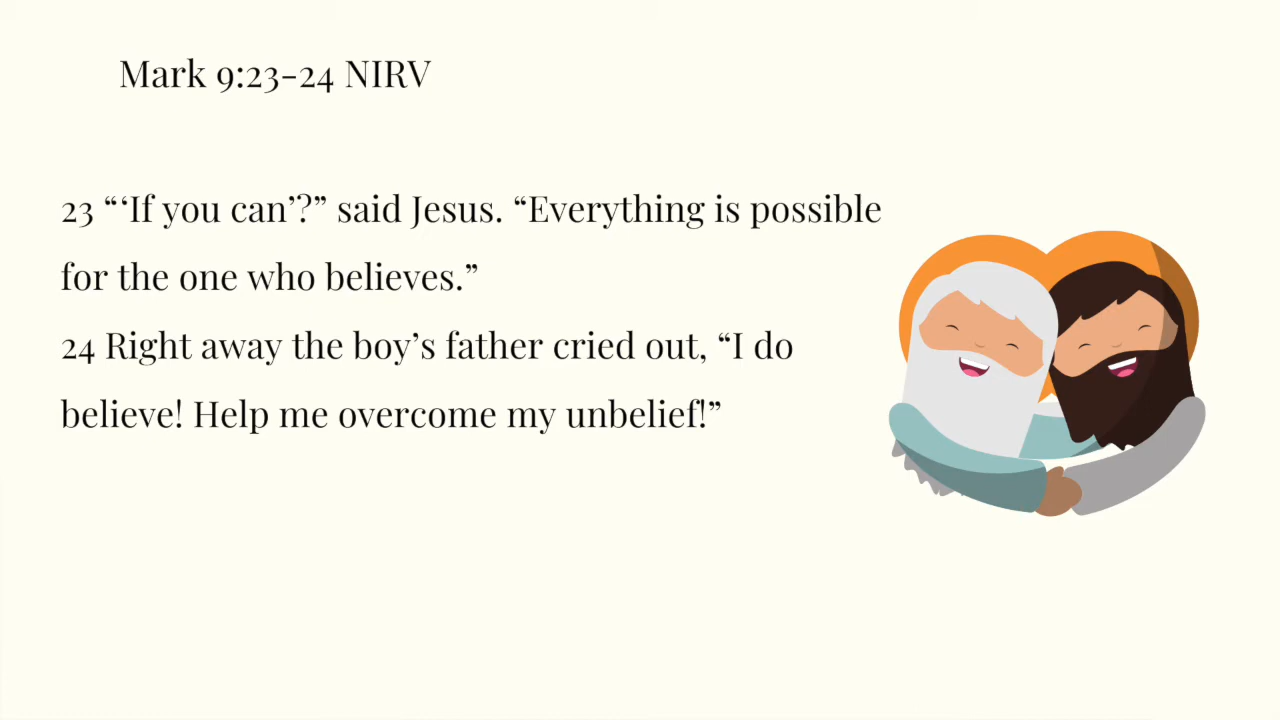 Mark 9:23-24 NIRV
23 “‘If you can’?” said Jesus. “Everything is possible
for the one who believes.”
24 Right away the boy’s father cried out, “I do
believe! Help me overcome my unbelief!”